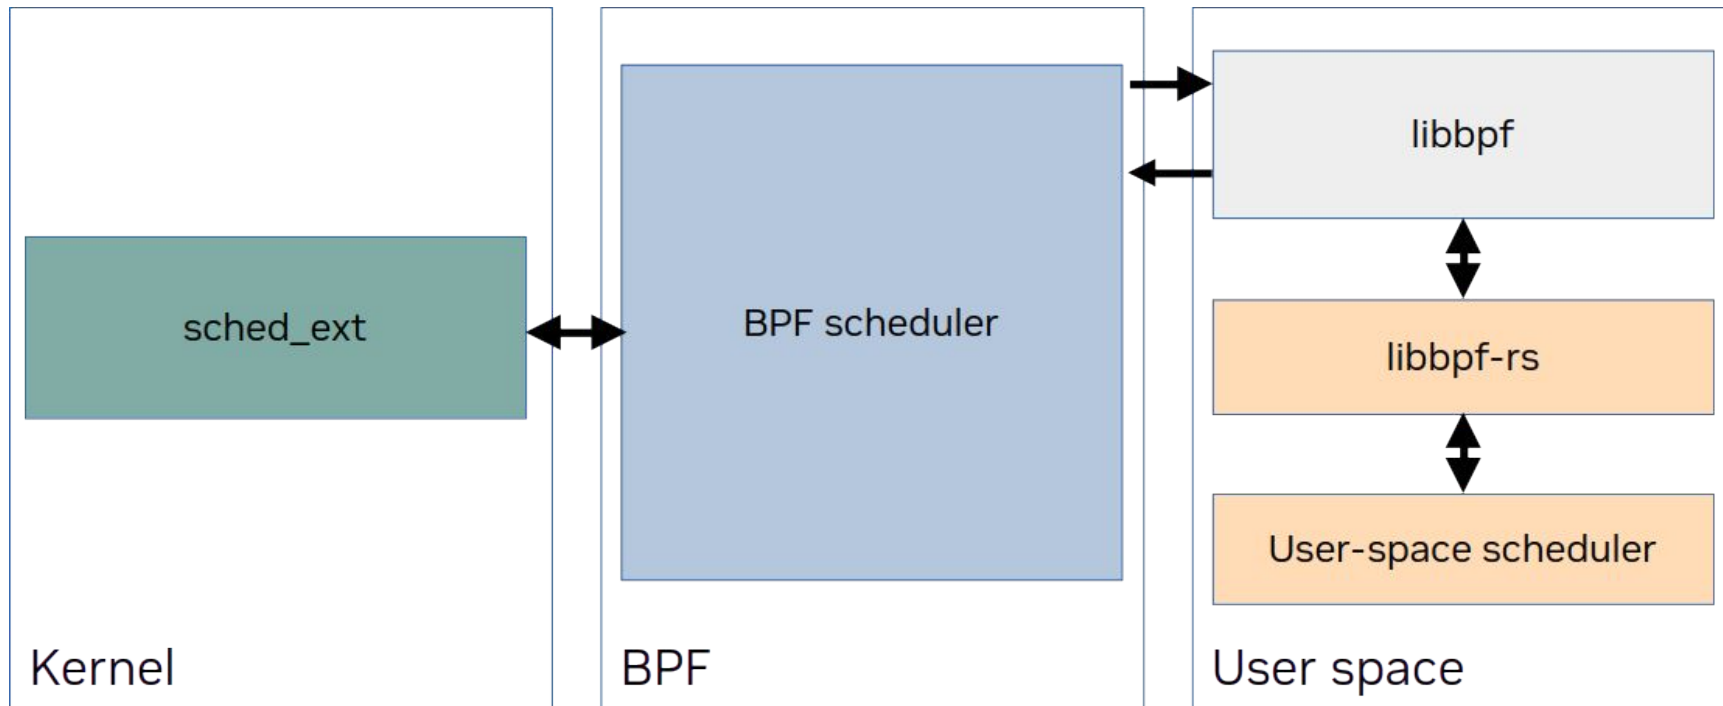 sched_ext
Kernel
BPF scheduler
BPF
libbpf
libbpf-rs
User-space scheduler
User space